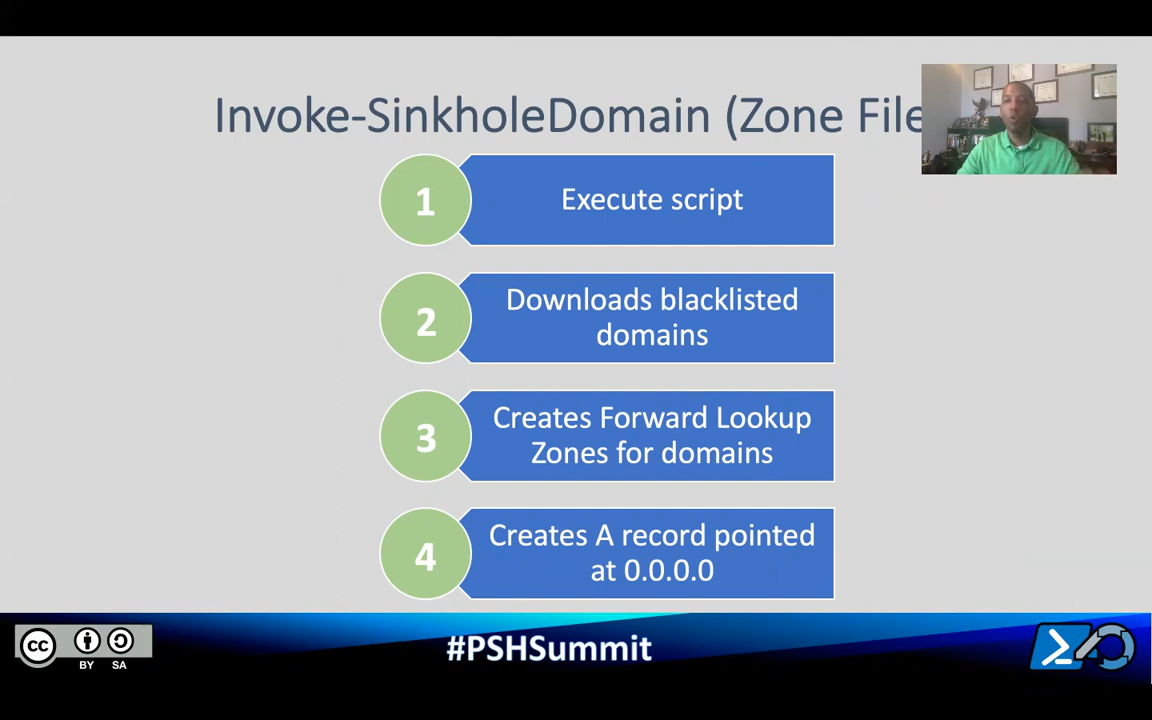 Invoke-SinkholeDomain (Zone File
1
Execute script
2
Downloads blacklisted
domains
3
Creates Forward Lookup
Zones for domains
4
Creates A record pointed
at 0.0.0.0
cc
BY SA
#PSHSummit